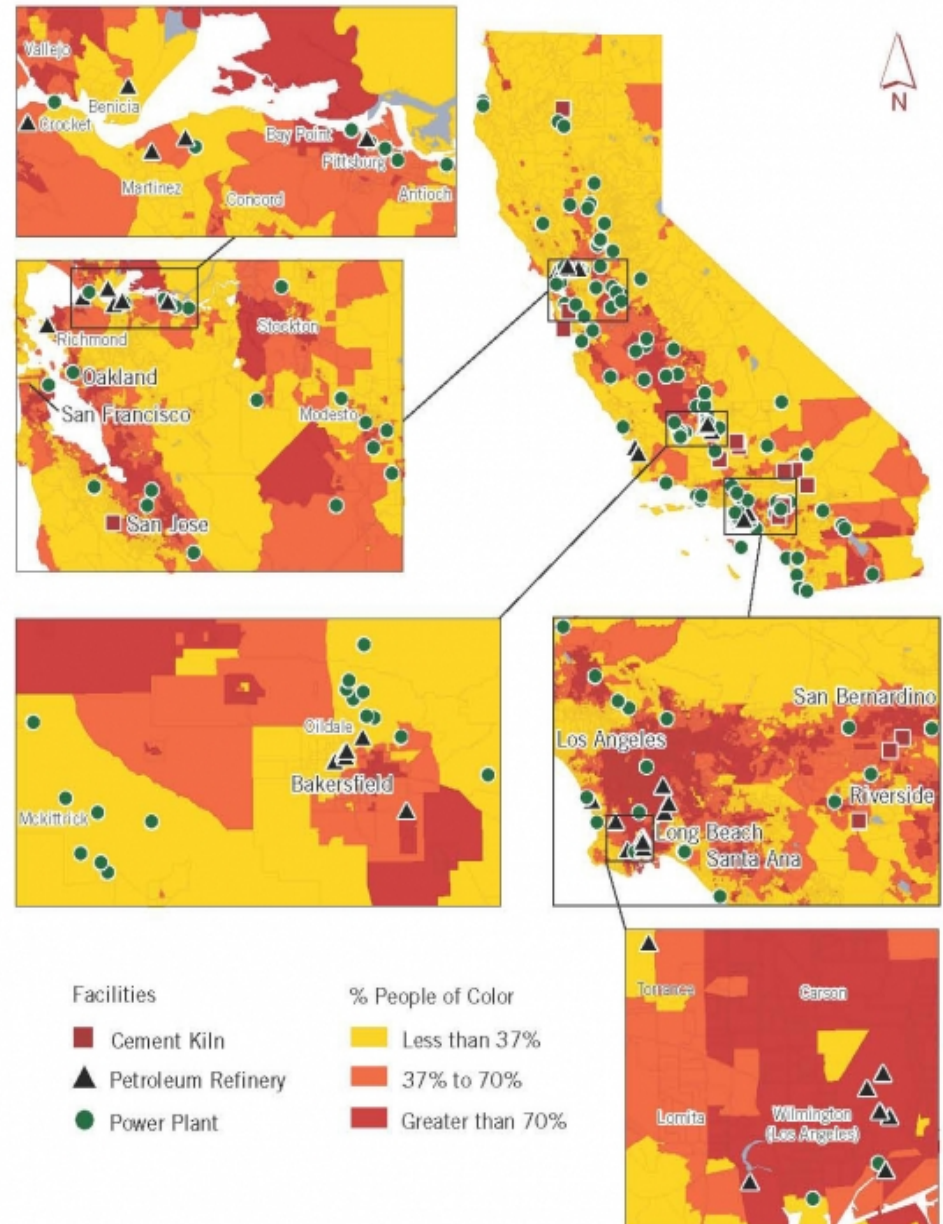 Vallejo
Benicia
Crocket
Bay Point
Pittsburg
Martinez
Concord
Antioch
N
Richmond
Stockton
Oakland
San Francisco
Modesto
San Jose
Oildale
Bakersfield
Mckittrick
San Bernardino
Los Angeles
Riverside
Long Beach
Santa Ana
Torrance
Carson
Lomita
Wilmington
(Los Angeles)
Facilities
Cement Kiln
Petroleum Refinery
Power Plant
% People of Color
Less than 37%
37% to 70%
Greater than 70%